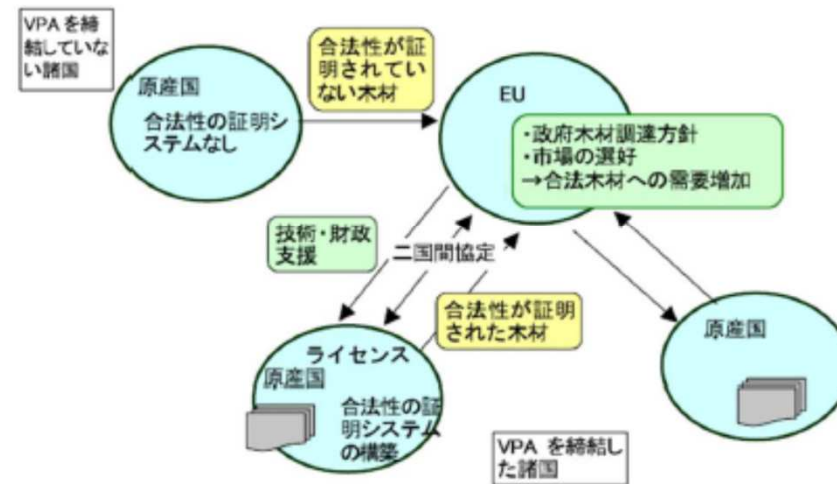 VPAを締
結していな
い諸国
原産国
合法性の証明シ
ステムなし
合法性が証
明されてい
ない木材
EU
・政府木材調達方針
・市場の選好
→合法木材への需要増加
技術・財政
支援
二国間協定
合法性が証明
された木材
ライセンス
原産国
合法性の証
明システム
の構築
原産国
VPA を締結し
た諸国